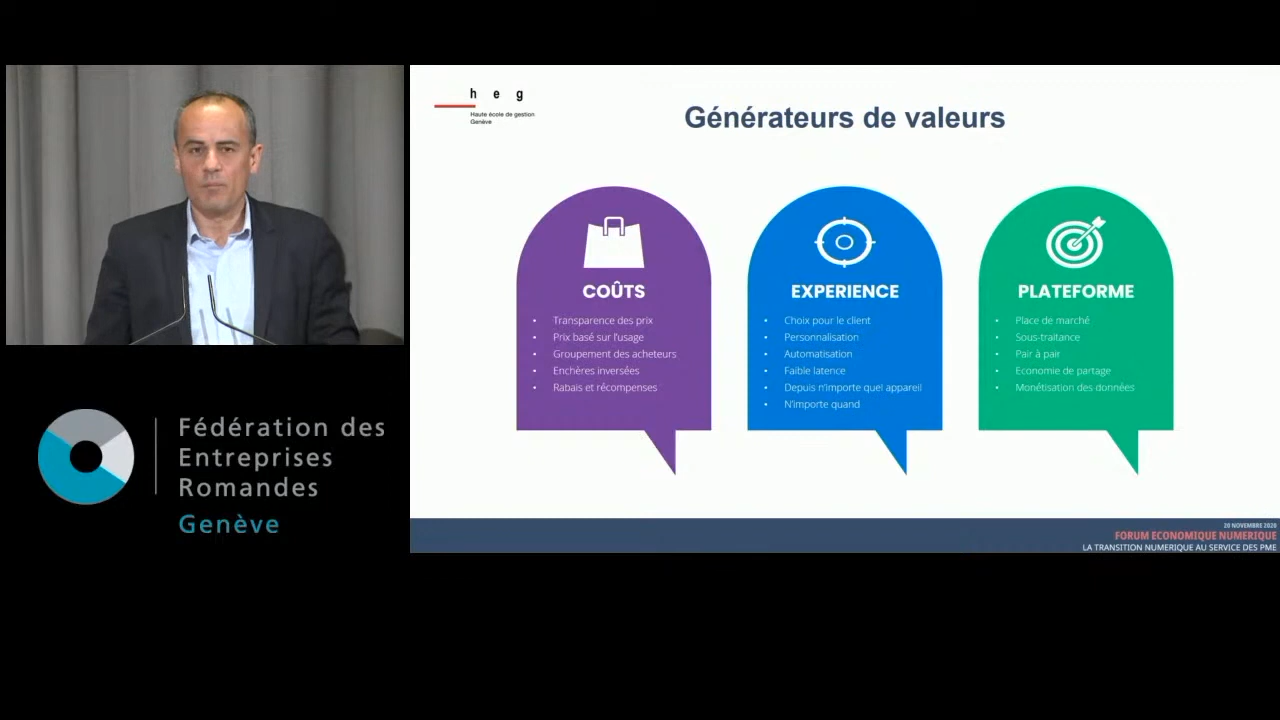 h e g
Haute école de gestion
Genève
Générateurs de valeurs
COÛTS
• Transparence des prix
• Prix basé sur l'usage
• Groupement des acheteurs
• Enchères inversées
• Rabais et récompenses
EXPERIENCE
• Choix pour le client
• Personnalisation
• Automatisation
• Faible latence
• Depuis n'importe quel appareil
• N'importe quand
PLATEFORME
• Place de marché
• Sous-traitance
• Pair à pair
• Economie de partage
• Monétisation des données
Fédération des
Entreprises
Romandes
Genève
20 NOVEMBRE 2020
FORUM ECONOMIQUE NUMERIQUE
LA TRANSITION NUMERIQUE AU SERVICE DES PME